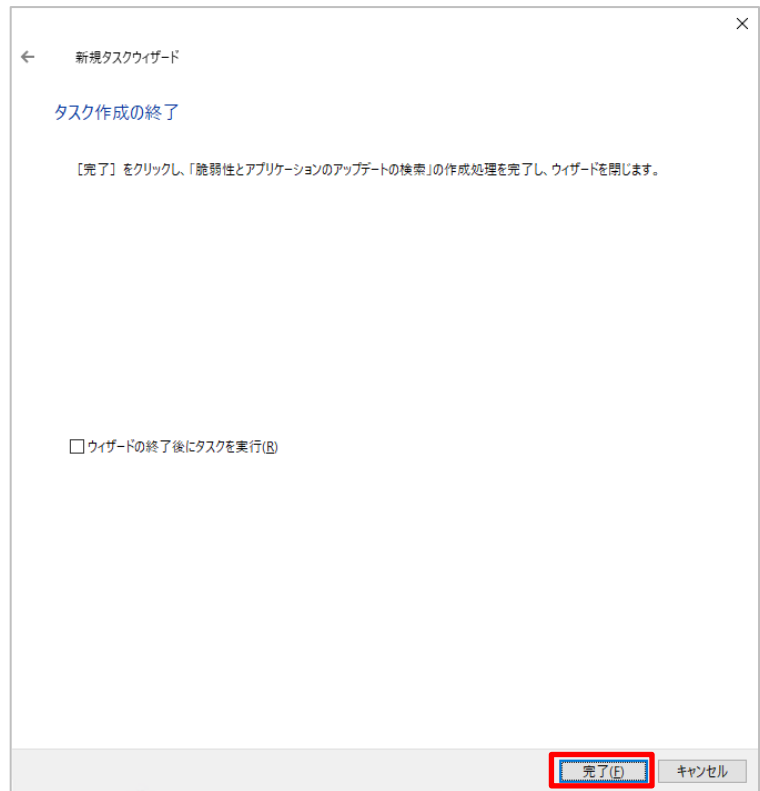 新規タスクウィザード
タスク作成の終了
［完了］をクリックし、「脆弱性とアプリケーションのアップデートの検索」の作成処理を完了し、ウィザードを閉じます。
ウィザードの終了後にタスクを実行(R)
完了(F) キャンセル